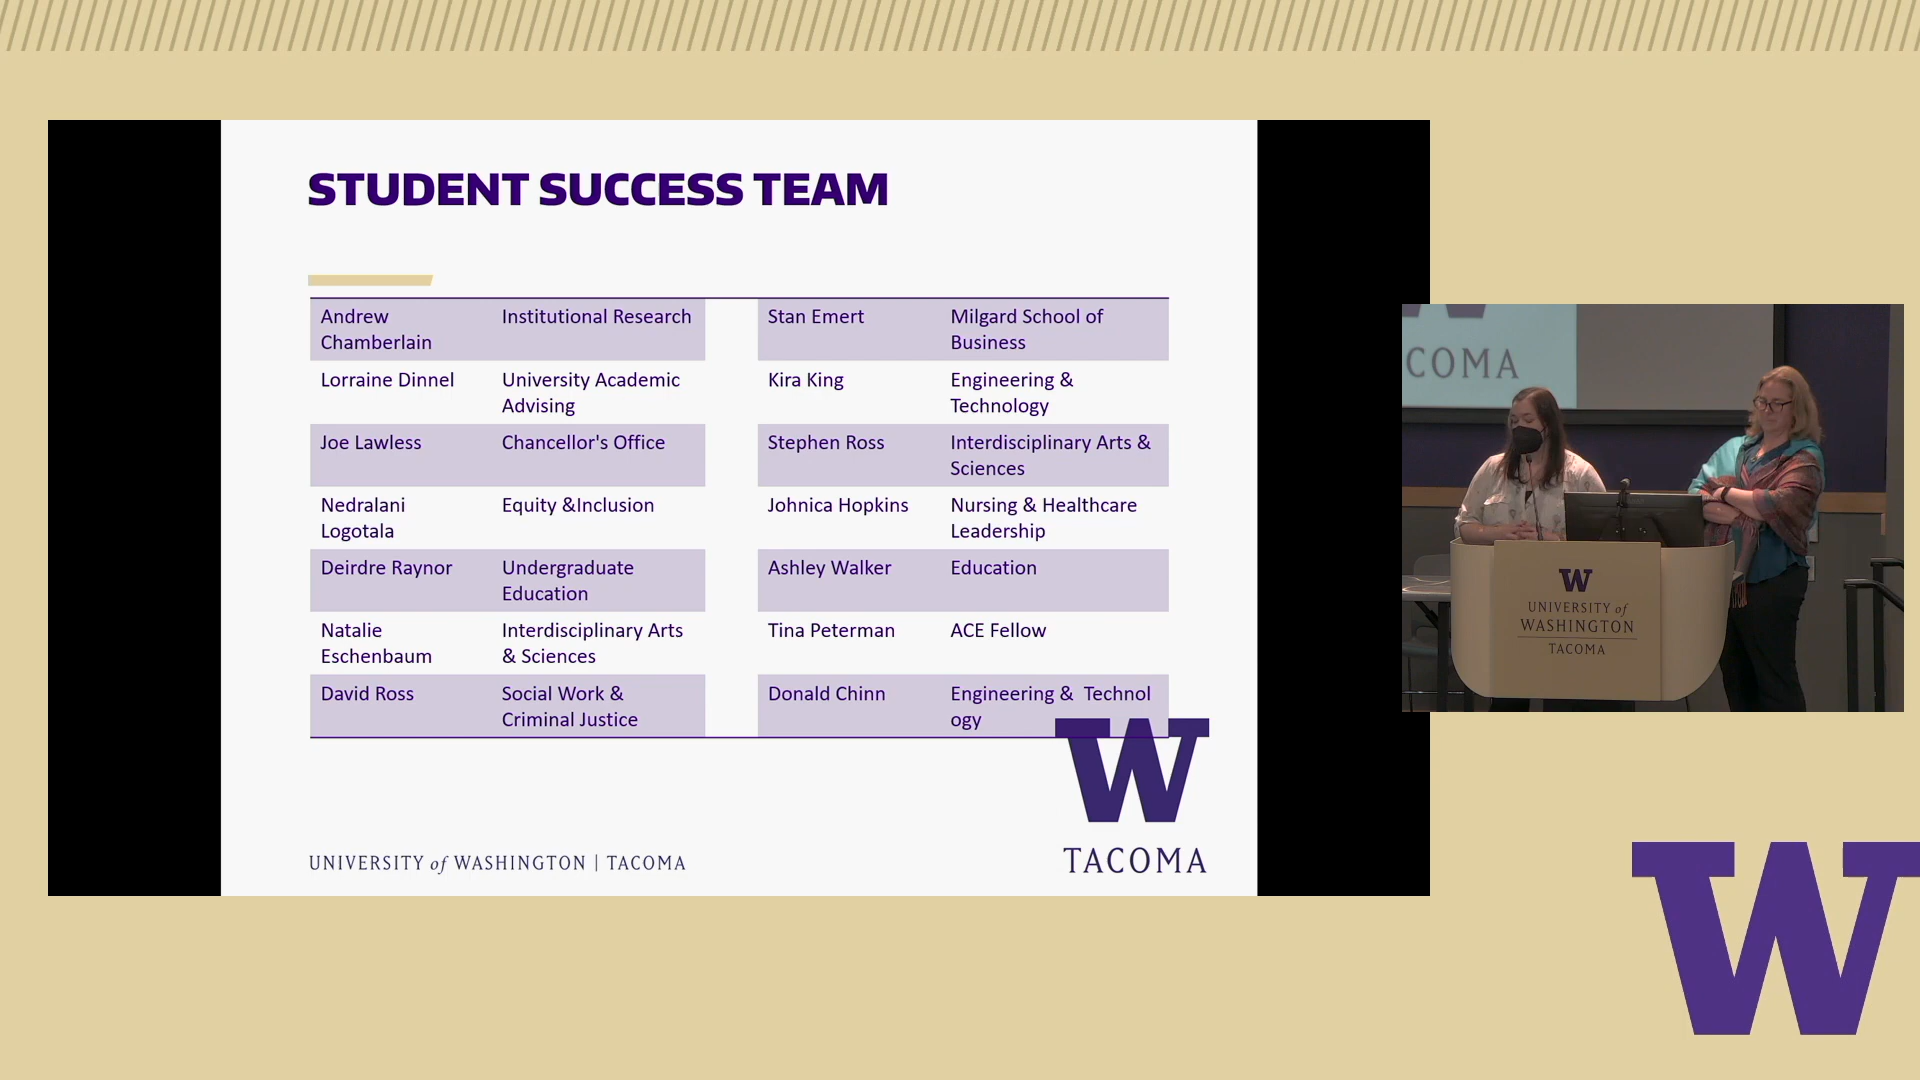 STUDENT SUCCESS TEAM
Andrew
Chamberlain
Institutional Research
Lorraine Dinnel
University Academic
Advising
Joe Lawless
Chancellor's Office
Nedralani
Logotala
Equity &Inclusion
Deirdre Raynor
Undergraduate
Education
Natalie
Eschenbaum
Interdisciplinary Arts
& Sciences
David Ross
Social Work &
Criminal Justice
Stan Emert
Milgard School of
Business
Kira King
Engineering &
Technology
Stephen Ross
Interdisciplinary Arts &
Sciences
Johnica Hopkins
Nursing & Healthcare
Leadership
Ashley Walker
Education
Tina Peterman
ACE Fellow
Donald Chinn
Engineering &  Technol
ogy
UNIVERSITY of WASHINGTON | TACOMA
W
TACOMA
COMA
W
UNIVERSITY of
WASHINGTON
TACOMA
W